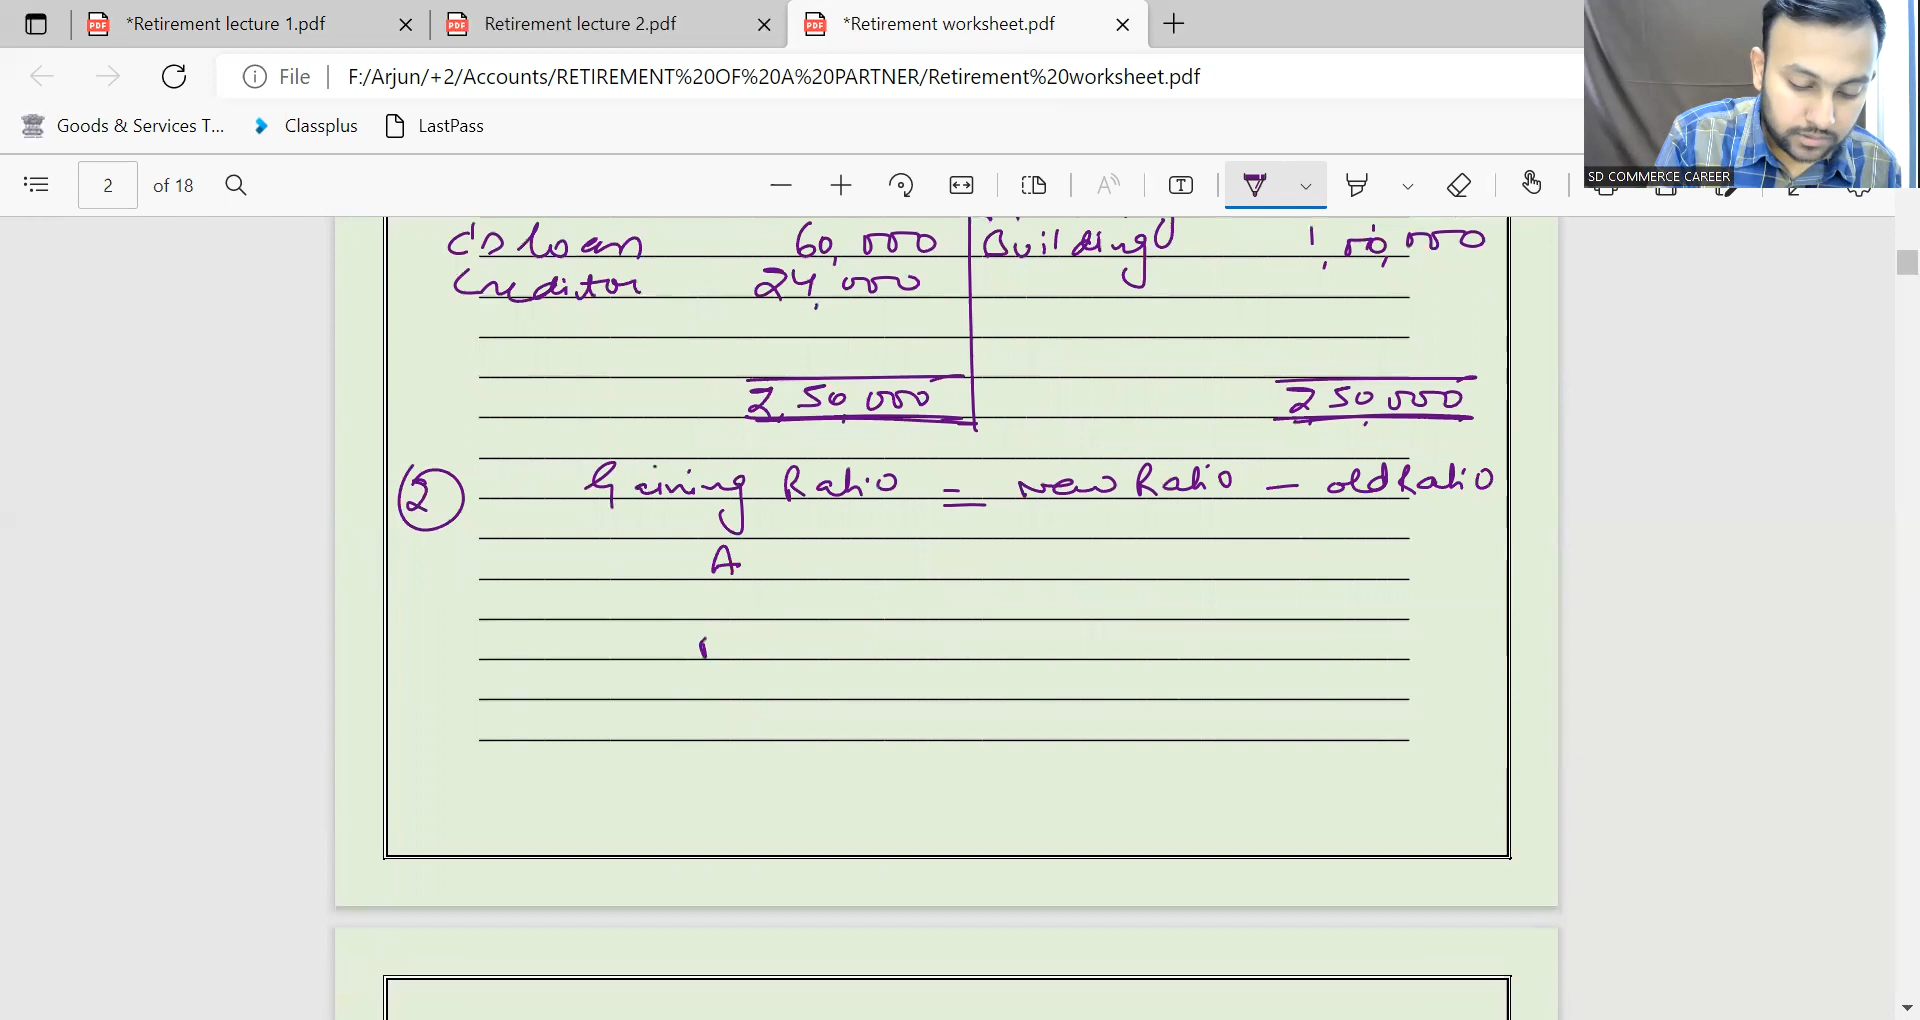 *Retirement lecture 1.pdf
Retirement lecture 2.pdf
*Retirement worksheet.pdf
File
F:/Arjun/+2/Accounts/RETIREMENT%20OF%20A%20PARTNER/Retirement%20worksheet.pdf
Goods & Services T...
Classplus
LastPass
SD COMMERCE CAREER
2 of 18
C's loan 60,000 Building 1,00,000
Creditor 24,000
2,50,000 2,50,000
(2) Gaining Ratio = New Ratio - old Ratio
A